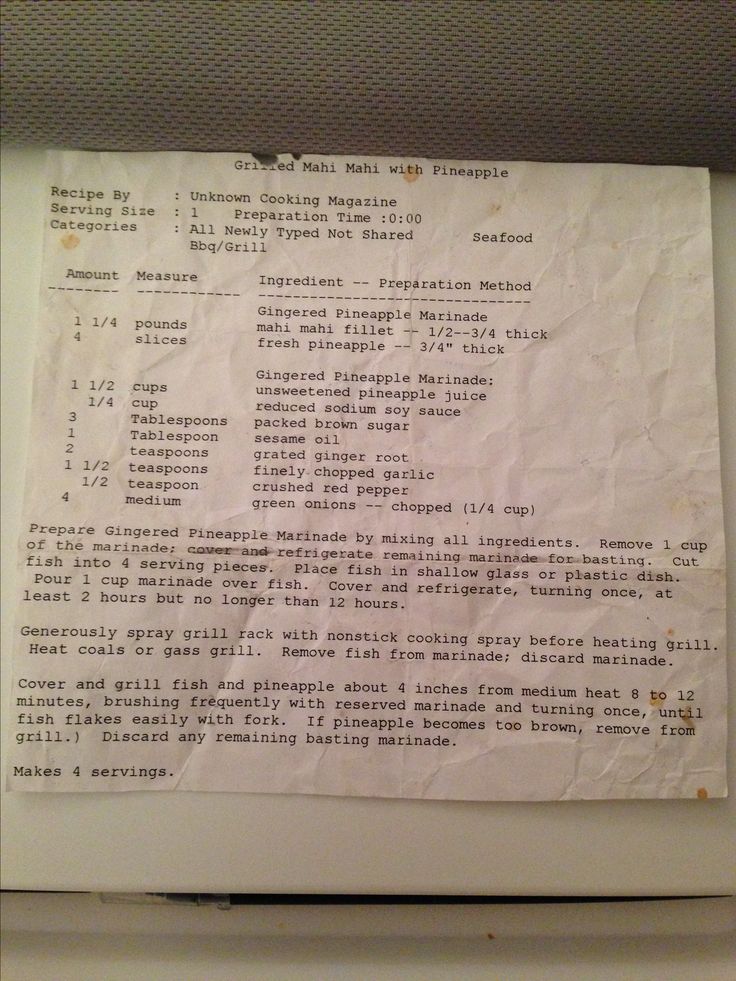 Grilled Mahi Mahi with Pineapple
Recipe By : Unknown Cooking Magazine
Serving Size : 1 Preparation Time :0:00
Categories : All Newly Typed Not Shared Seafood
Bbq/Grill
Amount Measure Ingredient -- Preparation Method
-------- ------------ --------------------------------
Gingered Pineapple Marinade
1 1/4 pounds mahi mahi fillet -- 1/2--3/4 thick
4 slices fresh pineapple -- 3/4" thick
Gingered Pineapple Marinade:
1 1/2 cups unsweetened pineapple juice
1/4 cup reduced sodium soy sauce
3 Tablespoons packed brown sugar
1 Tablespoon sesame oil
2 teaspoons grated ginger root
1 1/2 teaspoons finely chopped garlic
1/2 teaspoon crushed red pepper
4 medium green onions -- chopped (1/4 cup)
Prepare Gingered Pineapple Marinade by mixing all ingredients. Remove 1 cup
of the marinade; cover and refrigerate remaining marinade for basting. Cut
fish into 4 serving pieces. Place fish in shallow glass or plastic dish.
Pour 1 cup marinade over fish. Cover and refrigerate, turning once, at
least 2 hours but no longer than 12 hours.
Generously spray grill rack with nonstick cooking spray before heating grill.
Heat coals or gass grill. Remove fish from marinade; discard marinade.
Cover and grill fish and pineapple about 4 inches from medium heat 8 to 12
minutes, brushing frequently with reserved marinade and turning once, until
fish flakes easily with fork. If pineapple becomes too brown, remove from
grill.) Discard any remaining basting marinade.
Makes 4 servings.